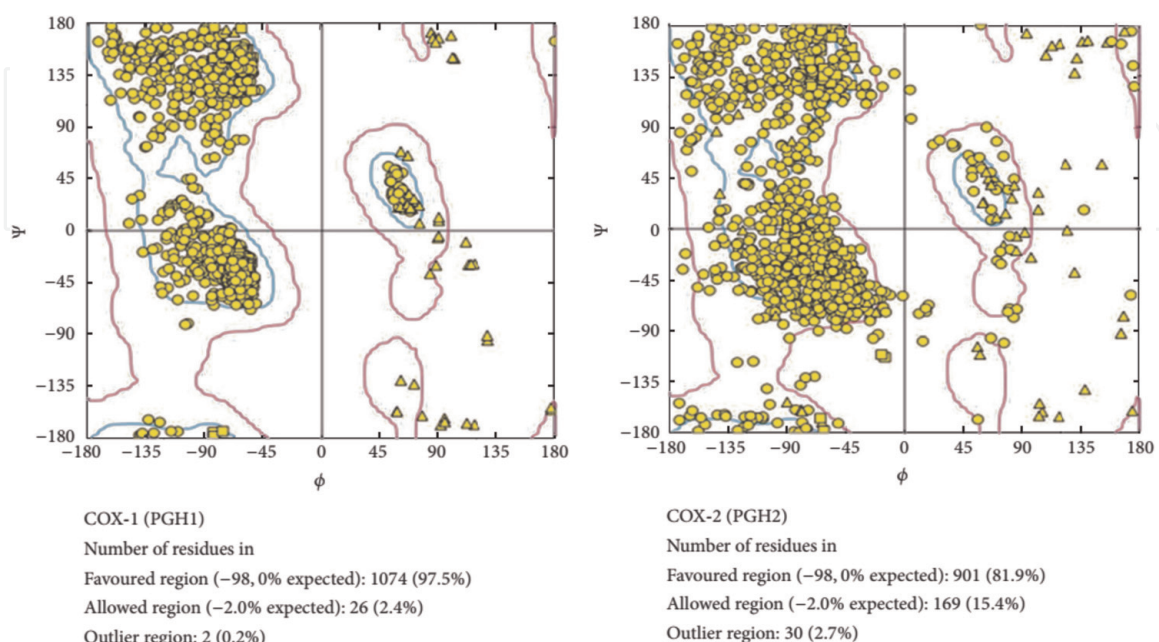 180
135
90
45
0
−45
−90
−135
−180
Ψ
−180 −135 −90 −45 0 45 90 135 180
ϕ
COX-1 (PGH1)
Number of residues in
Favoured region (−98, 0% expected): 1074 (97.5%)
Allowed region (−2.0% expected): 26 (2.4%)
Outlier region: 2 (0.2%)
180
135
90
45
0
−45
−90
−135
−180
Ψ
−180 −135 −90 −45 0 45 90 135 180
ϕ
COX-2 (PGH2)
Number of residues in
Favoured region (−98, 0% expected): 901 (81.9%)
Allowed region (−2.0% expected): 169 (15.4%)
Outlier region: 30 (2.7%)